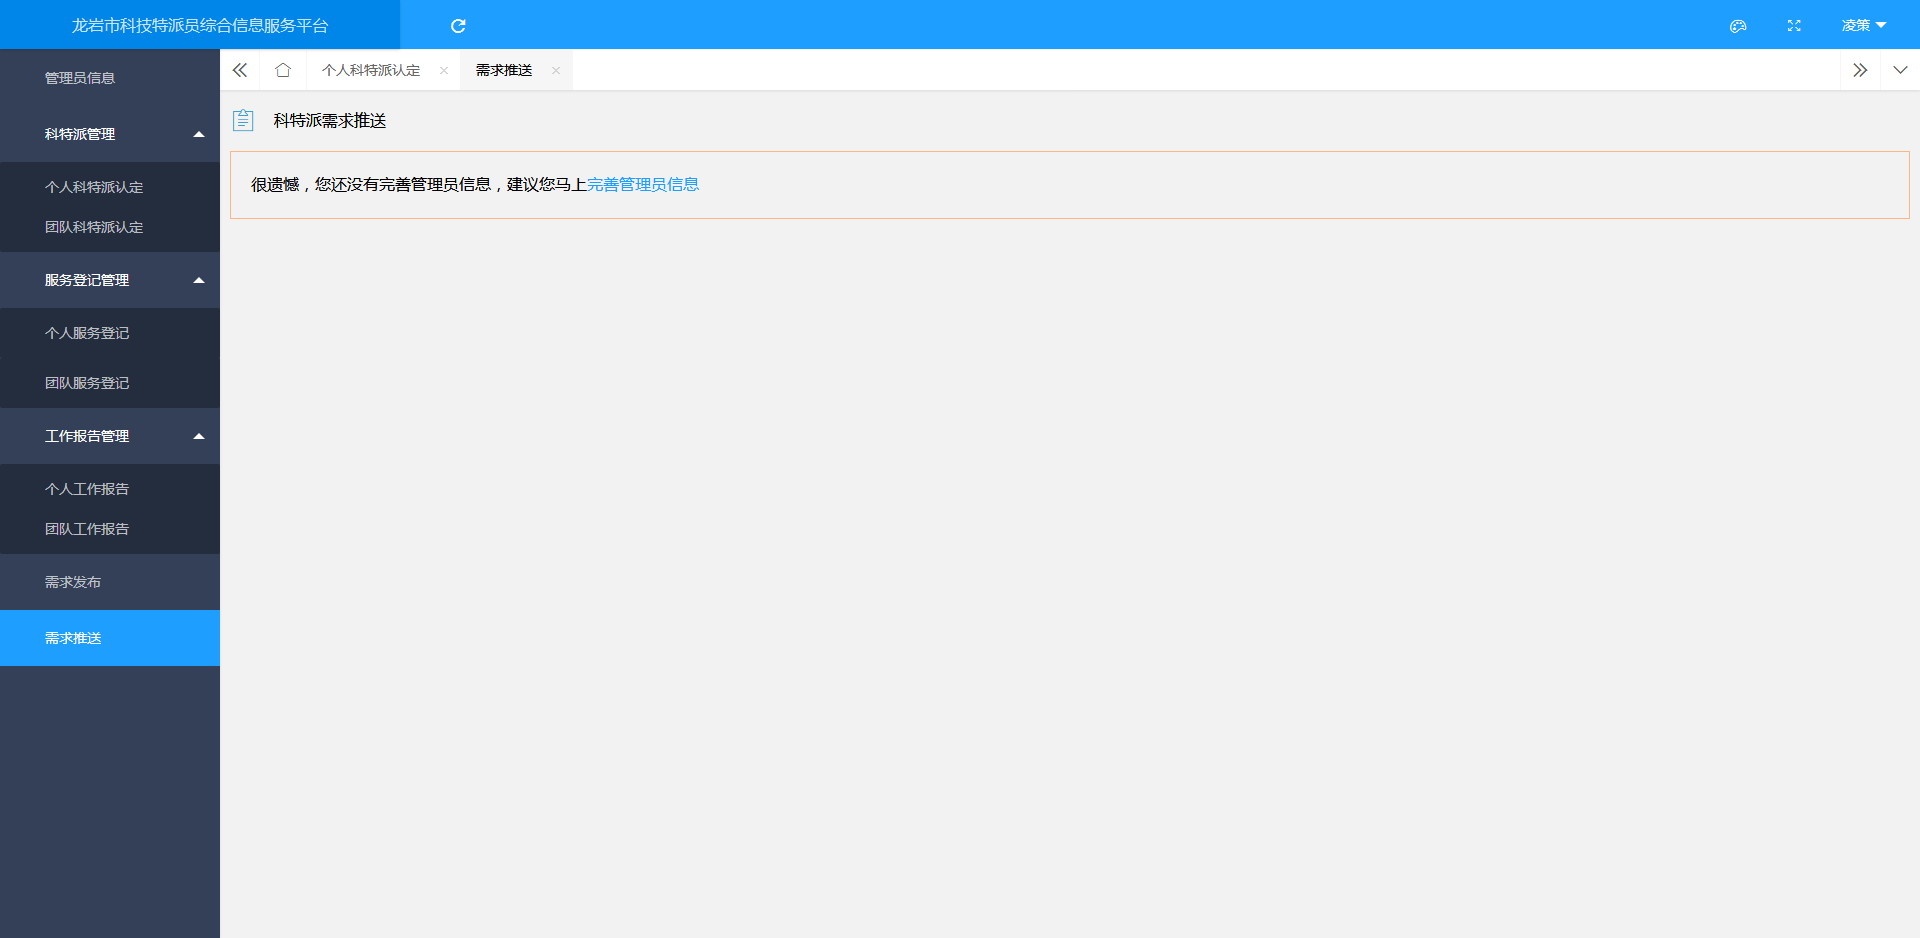 龙岩市科技特派员综合信息服务平台
凌策
管理员信息
科特派管理
个人科特派认定
团队科特派认定
服务登记管理
个人服务登记
团队服务登记
工作报告管理
个人工作报告
团队工作报告
需求发布
需求推送
个人科特派认定
需求推送
科特派需求推送
很遗憾，您还没有完善管理员信息，建议您马上完善管理员信息